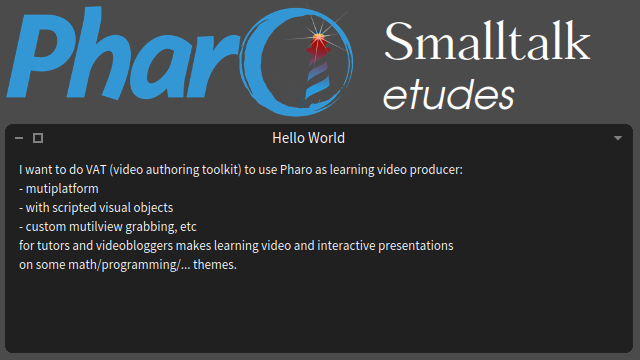 Pharo
Smalltalk
etudes
Hello World
I want to do VAT (video authoring toolkit) to use Pharo as learning video producer:
- mutiplatform
- with scripted visual objects
- custom mutilview grabbing, etc
for tutors and videobloggers makes learning video and interactive presentations
on some math/programming/... themes.